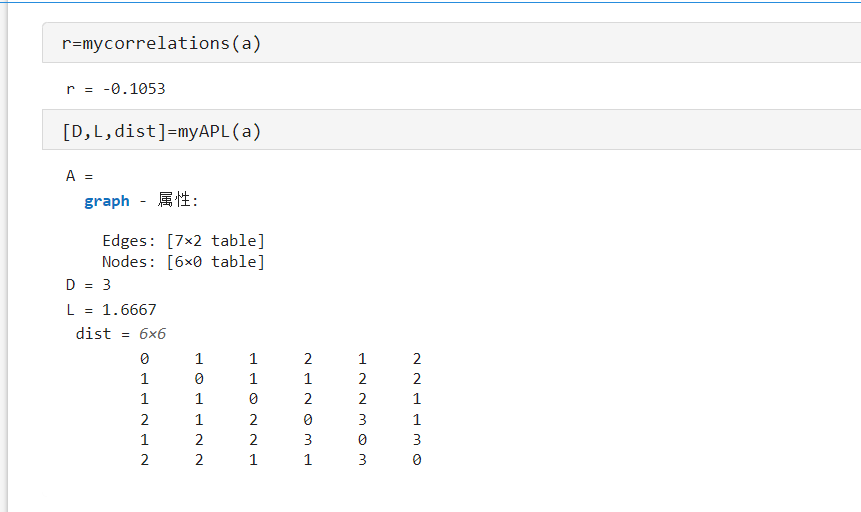 r=mycorrelations(a)
r = -0.1053
[D,L,dist]=myAPL(a)
A =
graph - 属性:
Edges: [7×2 table]
Nodes: [6×0 table]
D = 3
L = 1.6667
dist = 6×6
0 1 1 2 1 2
1 0 1 1 2 2
1 1 0 2 2 1
2 1 2 0 3 1
1 2 2 3 0 3
2 2 1 1 3 0